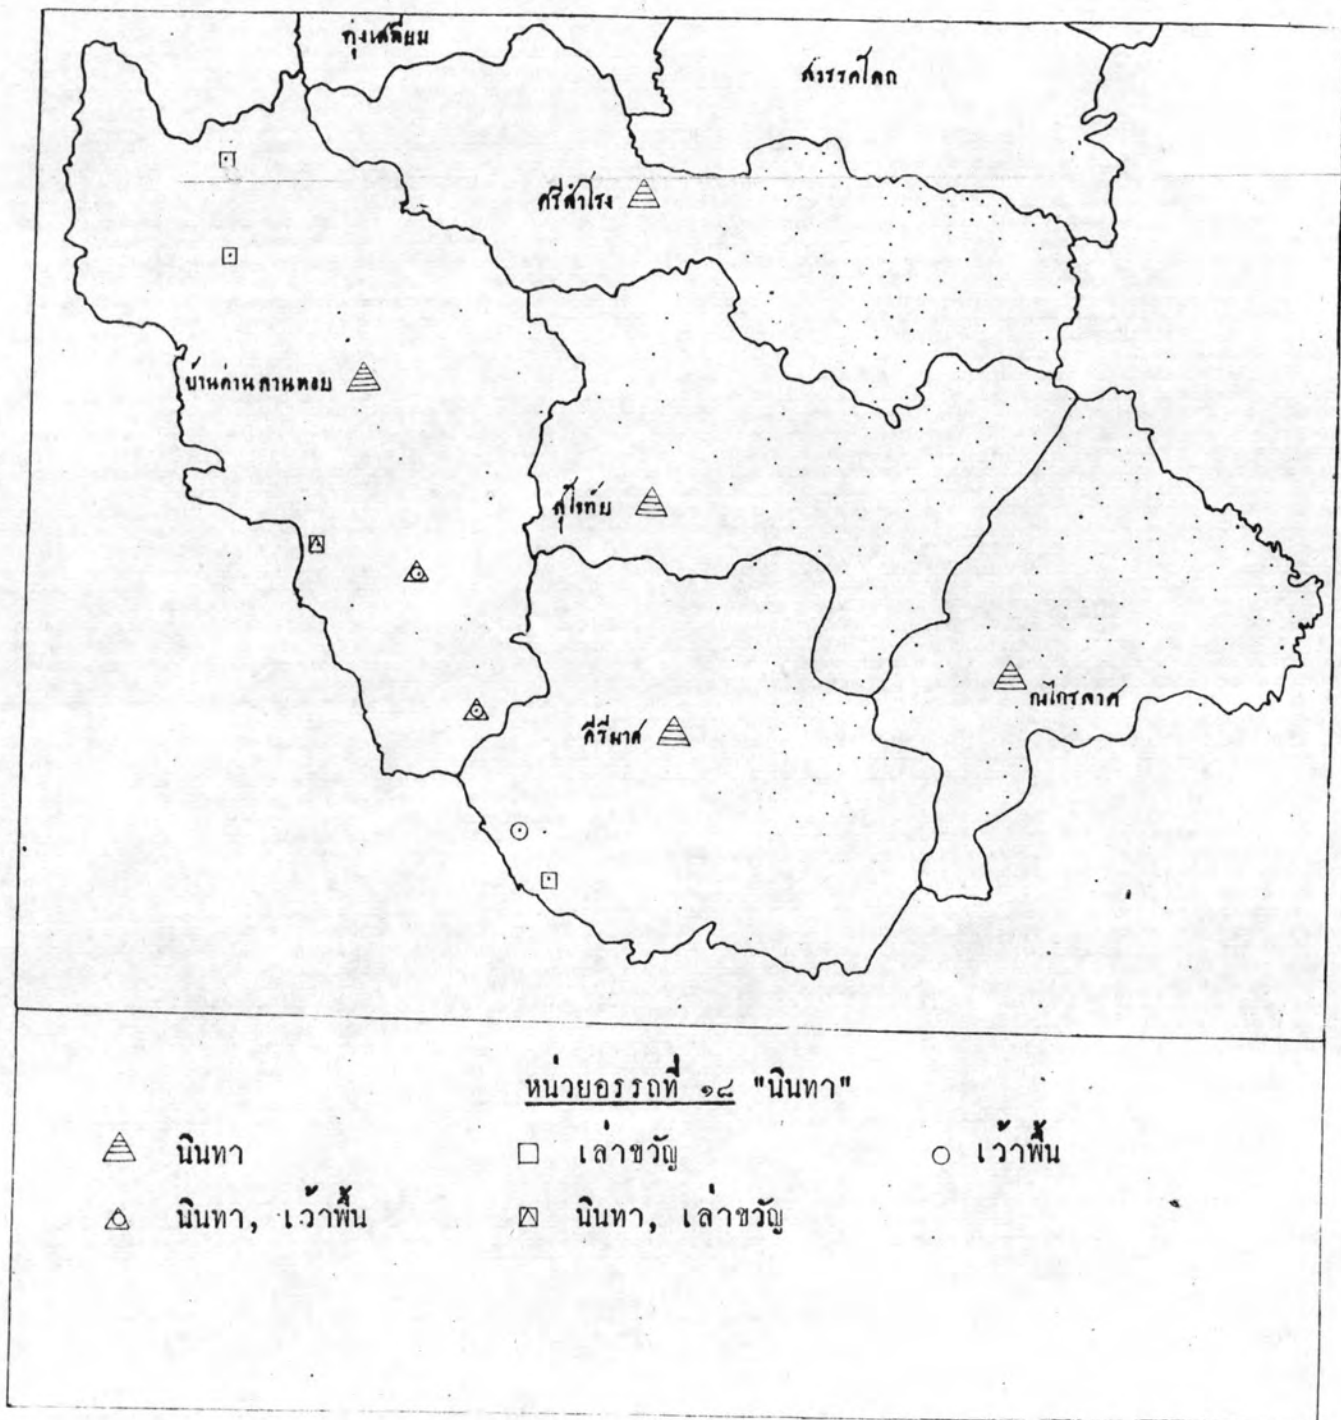 ทุ่งเสลี่ยม
สวรรคโลก
ศรีสำโรง
บ้านด่านลานหอย
สุโขทัย
กงไกรลาศ
คีรีมาศ
หน่วยอรรถที่ ๑๘ "นินทา"
นินทา เล่าขวัญ เว้าพื้น
นินทา, เว้าพื้น นินทา, เล่าขวัญ